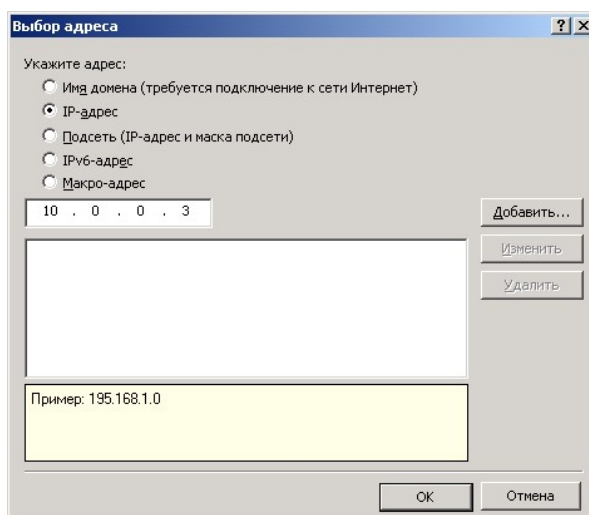 Выбор адреса
Укажите адрес:
Имя домена (требуется подключение к сети Интернет)
IP-адрес
Подсеть (IP-адрес и маска подсети)
IPv6-адрес
Макро-адрес
10 . 0 . 0 . 3
Добавить...
Изменить
Удалить
Пример: 195.168.1.0
OK
Отмена